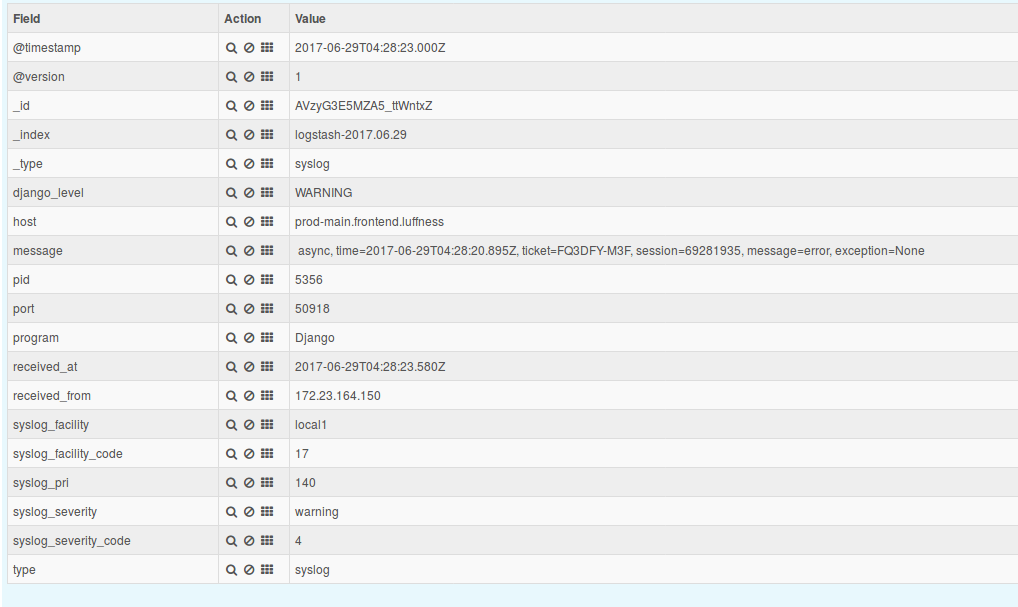 Field Action Value
@timestamp 2017-06-29T04:28:23.000Z
@version 1
_id AVzyG3E5MZA5_ttWntxZ
_index logstash-2017.06.29
_type syslog
django_level WARNING
host prod-main.frontend.luffness
message async, time=2017-06-29T04:28:20.895Z, ticket=FQ3DFY-M3F, session=69281935, message=error, exception=None
pid 5356
port 50918
program Django
received_at 2017-06-29T04:28:23.580Z
received_from 172.23.164.150
syslog_facility local1
syslog_facility_code 17
syslog_pri 140
syslog_severity warning
syslog_severity_code 4
type syslog